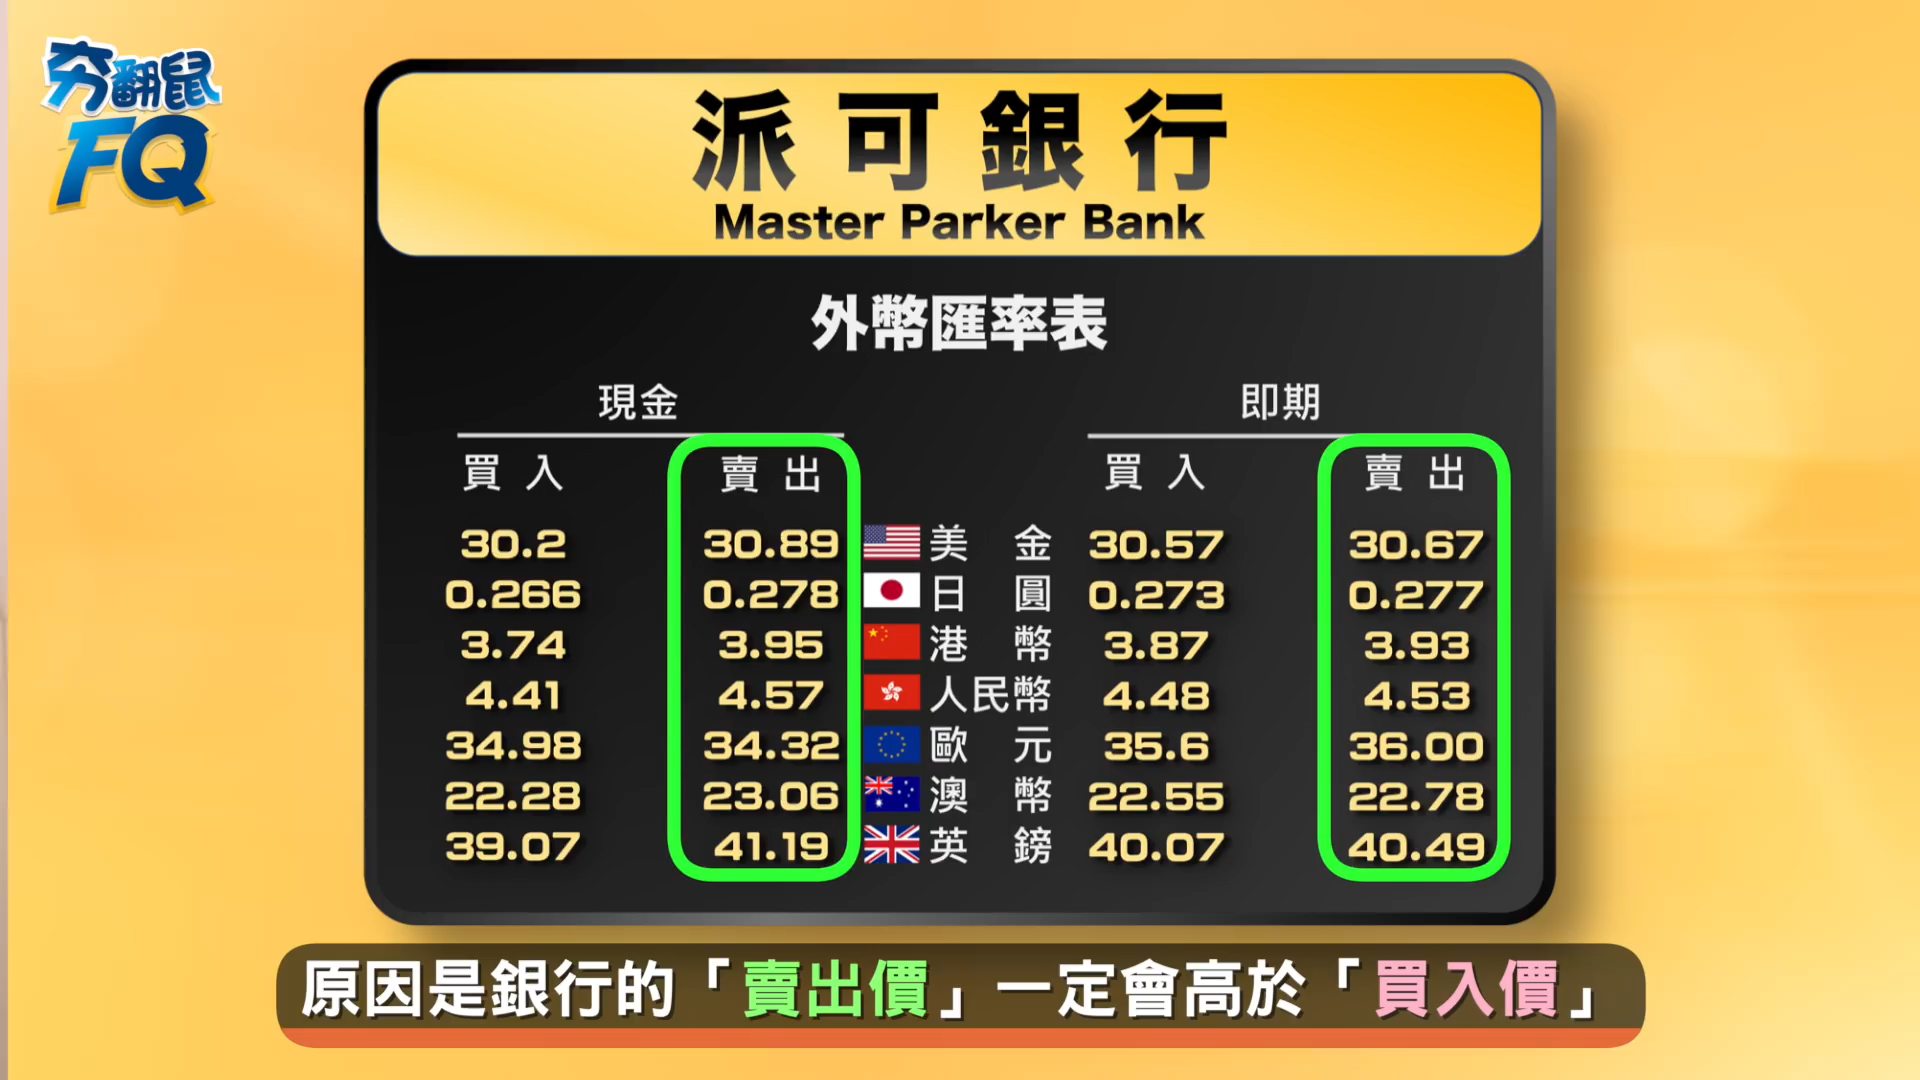 夯翻鼠
FQ
派可銀行
Master Parker Bank
外幣匯率表
現金 即期
買入 賣出 買入 賣出
30.2 30.89 美金 30.57 30.67
0.266 0.278 日圓 0.273 0.277
3.74 3.95 港幣 3.87 3.93
4.41 4.57 人民幣 4.48 4.53
34.98 34.32 歐元 35.6 36.00
22.28 23.06 澳幣 22.55 22.78
39.07 41.19 英鎊 40.07 40.49
原因是銀行的「賣出價」一定會高於「買入價」